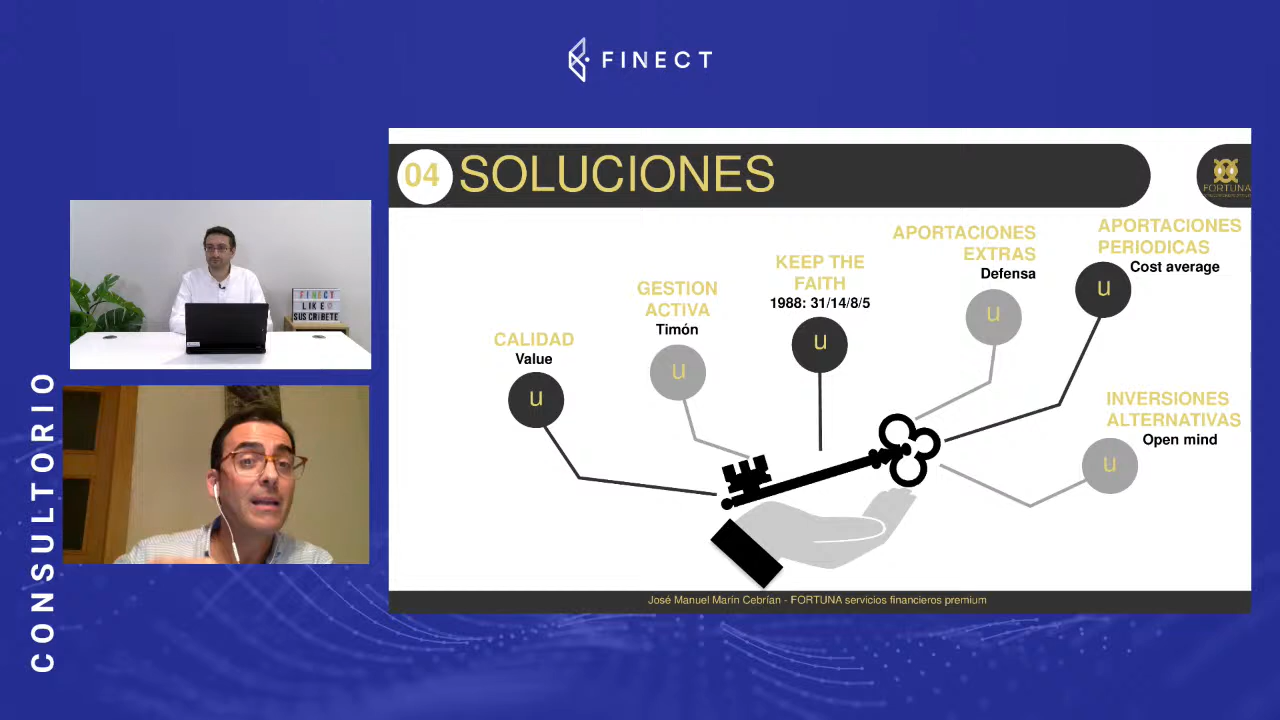 FINECT
04
SOLUCIONES
FORTUNA
APORTACIONES
EXTRAS
Defensa
APORTACIONES
PERIODICAS
Cost average
KEEP THE
FAITH
1988: 31/14/8/5
GESTION
ACTIVA
Timón
CALIDAD
Value
INVERSIONES
ALTERNATIVAS
Open mind
u
u
u
u
u
u
FINECT
LIKE
SUSCRIBETE
CONSULTORIO
José Manuel Marín Cebrían - FORTUNA servicios financieros premium